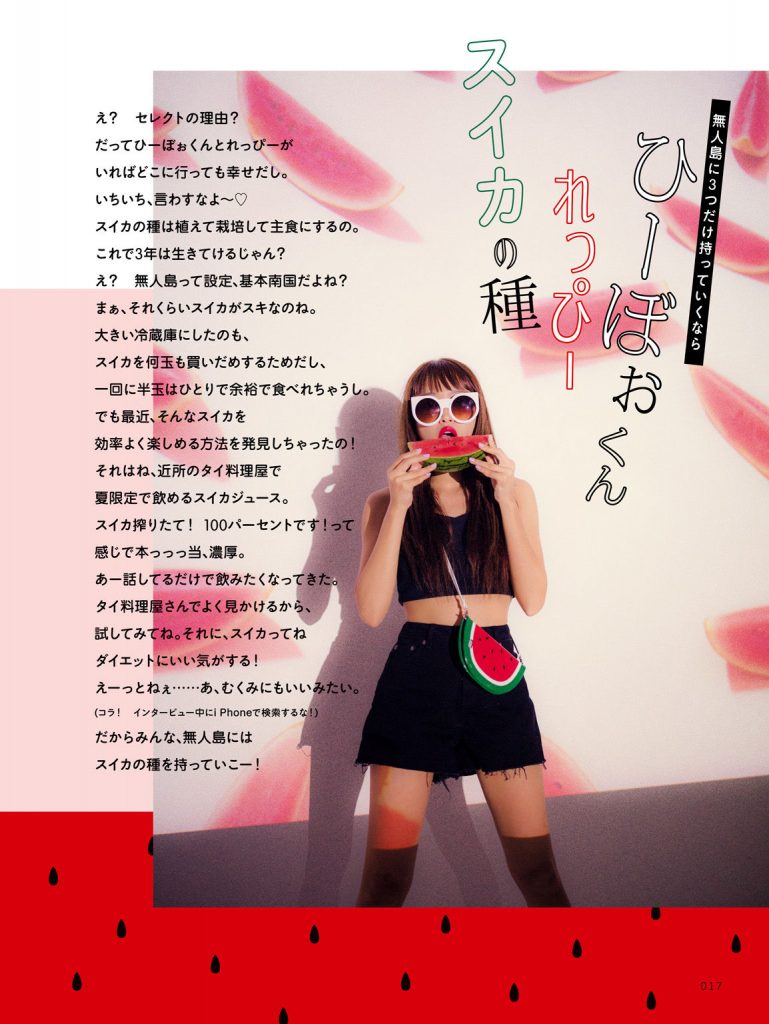 無人島に3つだけ持っていくなら
ひーぼぉくん
れっぴー
スイカの種
え?　セレクトの理由?
だってひーぼぉくんとれっぴーが
いればどこに行っても幸せだし。
いちいち、言わすなよ〜♡
スイカの種は植えて栽培して主食にするの。
これで3年は生きてけるじゃん?
え?　無人島って設定、基本南国だよね?
まぁ、それくらいスイカがスキなのね。
大きい冷蔵庫にしたのも、
スイカを何玉も買いだめするためだし、
一回に半玉はひとりで余裕で食べれちゃうし。
でも最近、そんなスイカを
効率よく楽しめる方法を発見しちゃったの!
それはね、近所のタイ料理屋で
夏限定で飲めるスイカジュース。
スイカ搾りたて! 100パーセントです!って
感じで本っっっ当、濃厚。
あー話してるだけで飲みたくなってきた。
タイ料理屋さんでよく見かけるから、
試してみてね。それに、スイカってね
ダイエットにいい気がする!
えーっとねぇ……あ、むくみにもいいみたい。
(コラ!　インタビュー中にi Phoneで検索するな!)
だからみんな、無人島には
スイカの種を持っていこー!
017